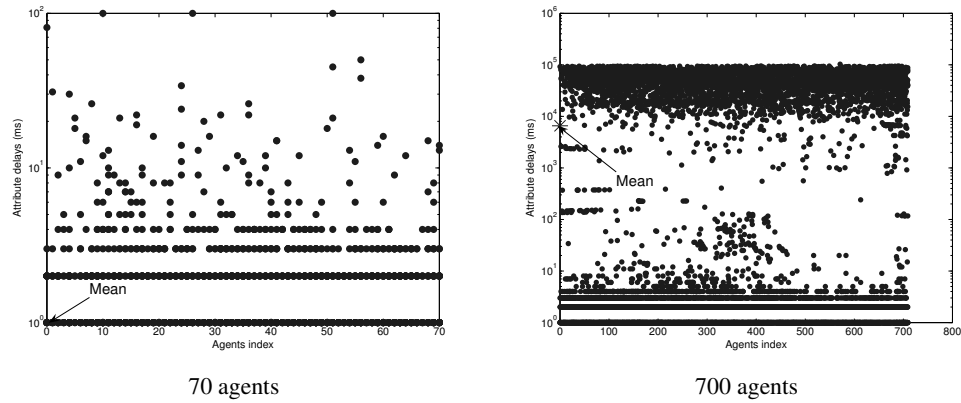 10^2
10^1
10^0
Attribute delays (ms)
Mean
0 10 20 30 40 50 60 70
Agents index
70 agents
10^6
10^5
10^4
10^3
10^2
10^1
10^0
Attribute delays (ms)
Mean
0 100 200 300 400 500 600 700 800
Agents index
700 agents